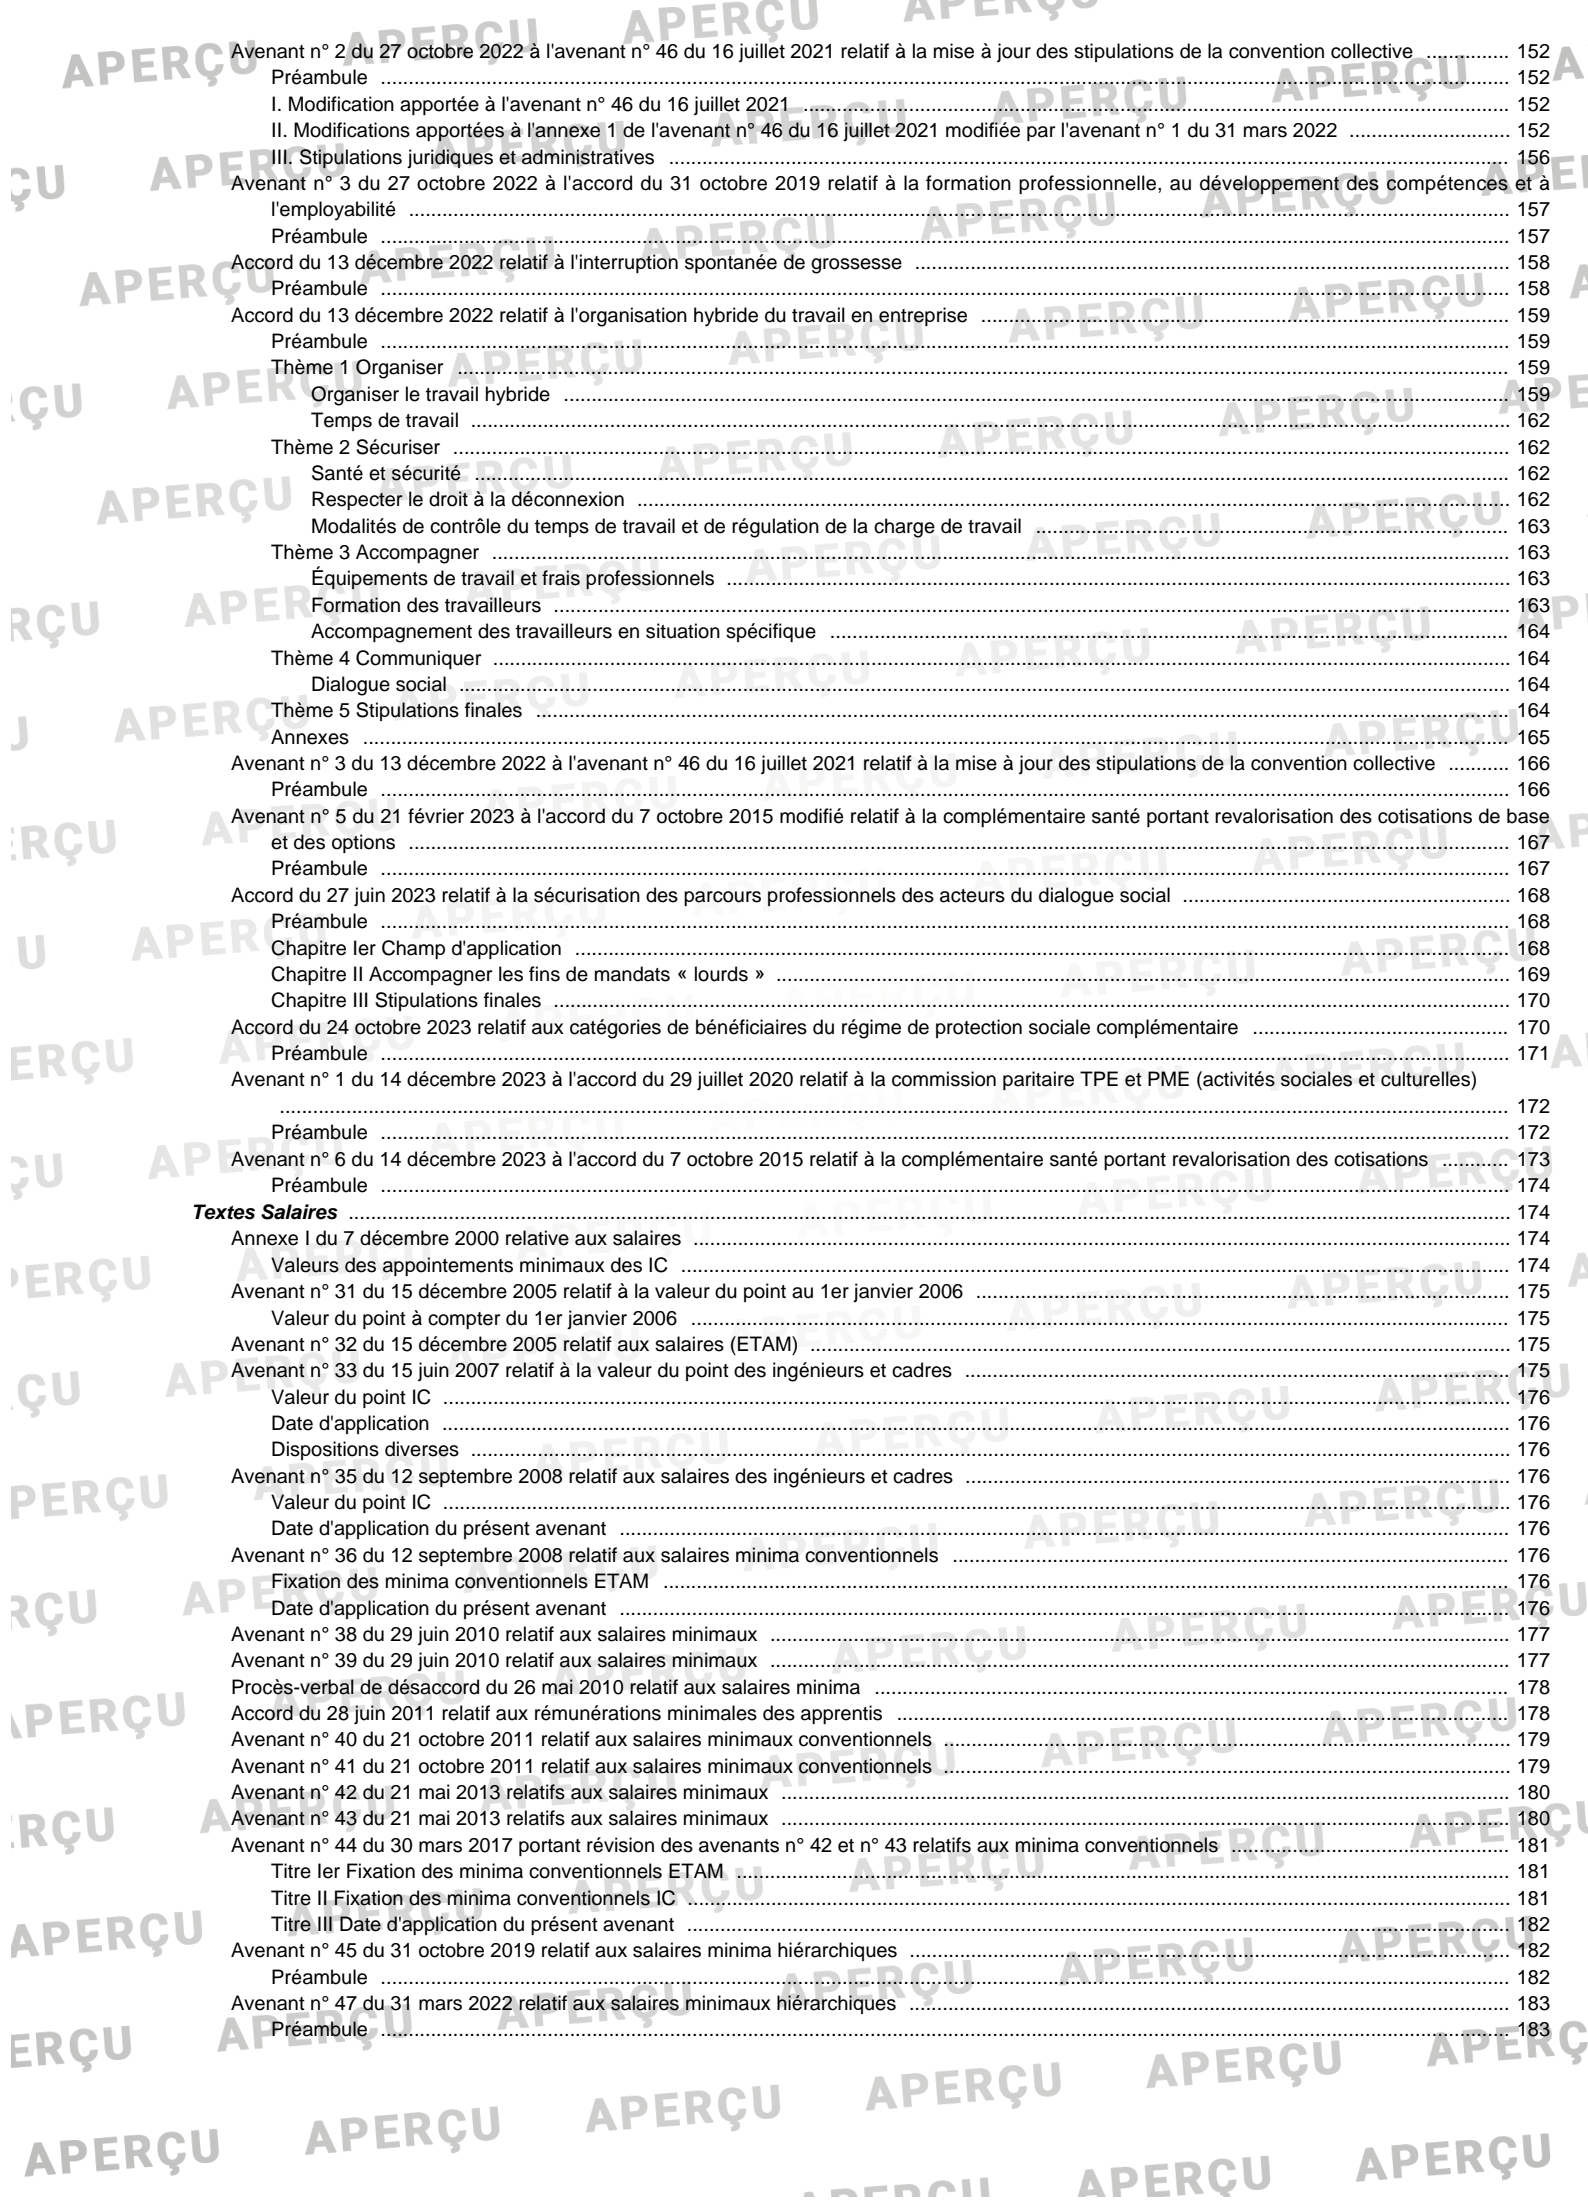 Avenant n° 2 du 27 octobre 2022 à l'avenant n° 46 du 16 juillet 2021 relatif à la mise à jour des stipulations de la convention collective ............... 152
Préambule ............... 152
I. Modification apportée à l'avenant n° 46 du 16 juillet 2021 ............... 152
II. Modifications apportées à l'annexe 1 de l'avenant n° 46 du 16 juillet 2021 modifiée par l'avenant n° 1 du 31 mars 2022 ............... 152
III. Stipulations juridiques et administratives ............... 156
Avenant n° 3 du 27 octobre 2022 à l'accord du 31 octobre 2019 relatif à la formation professionnelle, au développement des compétences et à
l'employabilité ............... 157
Préambule ............... 157
Accord du 13 décembre 2022 relatif à l'interruption spontanée de grossesse ............... 158
Préambule ............... 158
Accord du 13 décembre 2022 relatif à l'organisation hybride du travail en entreprise ............... 159
Préambule ............... 159
Thème 1 Organiser ............... 159
Organiser le travail hybride ............... 159
Temps de travail ............... 162
Thème 2 Sécuriser ............... 162
Santé et sécurité ............... 162
Respecter le droit à la déconnexion ............... 162
Modalités de contrôle du temps de travail et de régulation de la charge de travail ............... 163
Thème 3 Accompagner ............... 163
Équipements de travail et frais professionnels ............... 163
Formation des travailleurs ............... 163
Accompagnement des travailleurs en situation spécifique ............... 164
Thème 4 Communiquer ............... 164
Dialogue social ............... 164
Thème 5 Stipulations finales ............... 164
Annexes ............... 165
Avenant n° 3 du 13 décembre 2022 à l'avenant n° 46 du 16 juillet 2021 relatif à la mise à jour des stipulations de la convention collective ........... 166
Préambule ............... 166
Avenant n° 5 du 21 février 2023 à l'accord du 7 octobre 2015 modifié relatif à la complémentaire santé portant revalorisation des cotisations de base
et des options ............... 167
Préambule ............... 167
Accord du 27 juin 2023 relatif à la sécurisation des parcours professionnels des acteurs du dialogue social ............... 168
Préambule ............... 168
Chapitre Ier Champ d'application ............... 168
Chapitre II Accompagner les fins de mandats « lourds » ............... 169
Chapitre III Stipulations finales ............... 170
Accord du 24 octobre 2023 relatif aux catégories de bénéficiaires du régime de protection sociale complémentaire ............... 170
Préambule ............... 171
Avenant n° 1 du 14 décembre 2023 à l'accord du 29 juillet 2020 relatif à la commission paritaire TPE et PME (activités sociales et culturelles)
............... 172
Préambule ............... 172
Avenant n° 6 du 14 décembre 2023 à l'accord du 7 octobre 2015 relatif à la complémentaire santé portant revalorisation des cotisations ............ 173
Préambule ............... 174
Textes Salaires ............... 174
Annexe I du 7 décembre 2000 relative aux salaires ............... 174
Valeurs des appointements minimaux des IC ............... 174
Avenant n° 31 du 15 décembre 2005 relatif à la valeur du point au 1er janvier 2006 ............... 175
Valeur du point à compter du 1er janvier 2006 ............... 175
Avenant n° 32 du 15 décembre 2005 relatif aux salaires (ETAM) ............... 175
Avenant n° 33 du 15 juin 2007 relatif à la valeur du point des ingénieurs et cadres ............... 175
Valeur du point IC ............... 176
Date d'application ............... 176
Dispositions diverses ............... 176
Avenant n° 35 du 12 septembre 2008 relatif aux salaires des ingénieurs et cadres ............... 176
Valeur du point IC ............... 176
Date d'application du présent avenant ............... 176
Avenant n° 36 du 12 septembre 2008 relatif aux salaires minima conventionnels ............... 176
Fixation des minima conventionnels ETAM ............... 176
Date d'application du présent avenant ............... 176
Avenant n° 38 du 29 juin 2010 relatif aux salaires minimaux ............... 177
Avenant n° 39 du 29 juin 2010 relatif aux salaires minimaux ............... 177
Procès-verbal de désaccord du 26 mai 2010 relatif aux salaires minima ............... 178
Accord du 28 juin 2011 relatif aux rémunérations minimales des apprentis ............... 178
Avenant n° 40 du 21 octobre 2011 relatif aux salaires minimaux conventionnels ............... 179
Avenant n° 41 du 21 octobre 2011 relatif aux salaires minimaux conventionnels ............... 179
Avenant n° 42 du 21 mai 2013 relatifs aux salaires minimaux ............... 180
Avenant n° 43 du 21 mai 2013 relatifs aux salaires minimaux ............... 180
Avenant n° 44 du 30 mars 2017 portant révision des avenants n° 42 et n° 43 relatifs aux minima conventionnels ............... 181
Titre Ier Fixation des minima conventionnels ETAM ............... 181
Titre II Fixation des minima conventionnels IC ............... 181
Titre III Date d'application du présent avenant ............... 182
Avenant n° 45 du 31 octobre 2019 relatif aux salaires minima hiérarchiques ............... 182
Préambule ............... 182
Avenant n° 47 du 31 mars 2022 relatif aux salaires minimaux hiérarchiques ............... 183
Préambule ............... 183
APERÇU